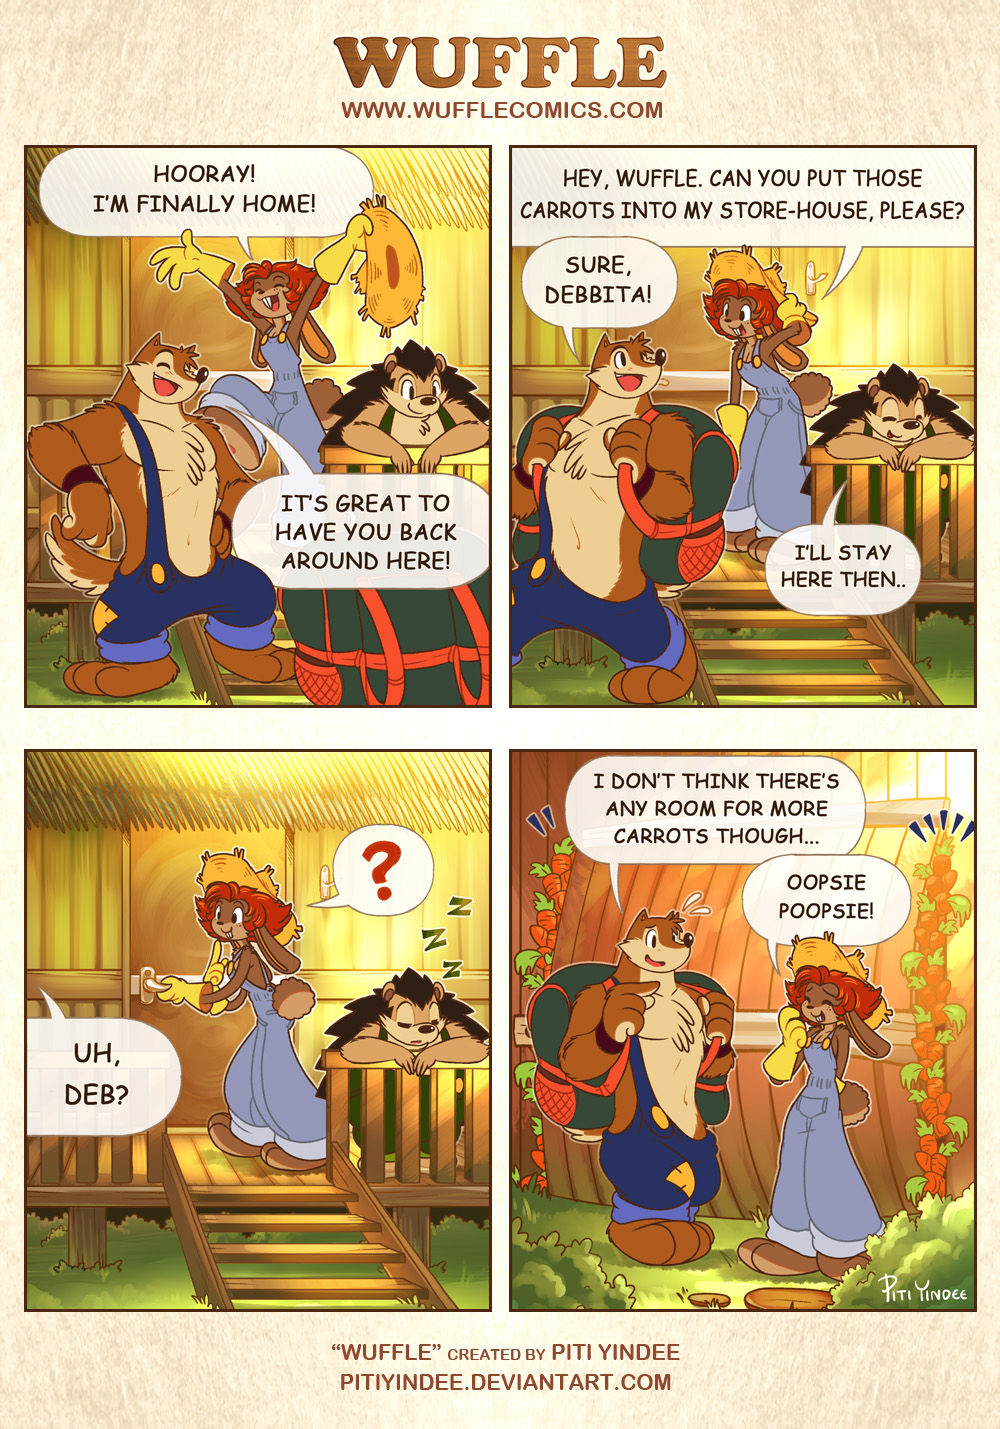 WUFFLE
WWW.WUFFLECOMICS.COM
HOORAY!
I'M FINALLY HOME!
IT'S GREAT TO
HAVE YOU BACK
AROUND HERE!
HEY, WUFFLE. CAN YOU PUT THOSE
CARROTS INTO MY STORE-HOUSE, PLEASE?
SURE,
DEBBITA!
I'LL STAY
HERE THEN..
?
Z
Z
Z
UH,
DEB?
I DON'T THINK THERE'S
ANY ROOM FOR MORE
CARROTS THOUGH...
OOPSIE
POOPSIE!
PITI YINDEE
“WUFFLE” CREATED BY PITI YINDEE
PITIYINDEE.DEVIANTART.COM